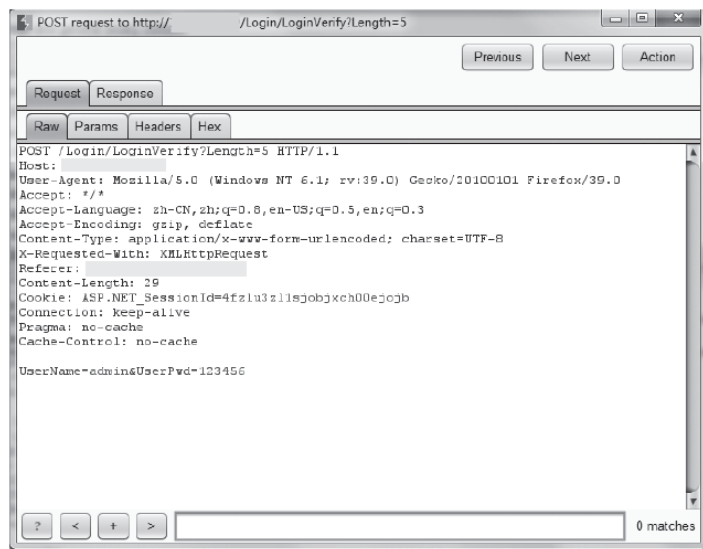 POST request to http:// /Login/LoginVerify?Length=5
Previous Next Action
Request Response
Raw Params Headers Hex
POST /Login/LoginVerify?Length=5 HTTP/1.1
Host:
User-Agent: Mozilla/5.0 (Windows NT 6.1; rv:39.0) Gecko/20100101 Firefox/39.0
Accept: */*
Accept-Language: zh-CN,zh;q=0.8,en-US;q=0.5,en;q=0.3
Accept-Encoding: gzip, deflate
Content-Type: application/x-www-form-urlencoded; charset=UTF-8
X-Requested-With: XMLHttpRequest
Referer:
Content-Length: 29
Cookie: ASP.NET_SessionId=4fzlu3zl1sjobjxch00ejojb
Connection: keep-alive
Pragma: no-cache
Cache-Control: no-cache
UserName=admin&UserPwd=123456
? < + > 0 matches